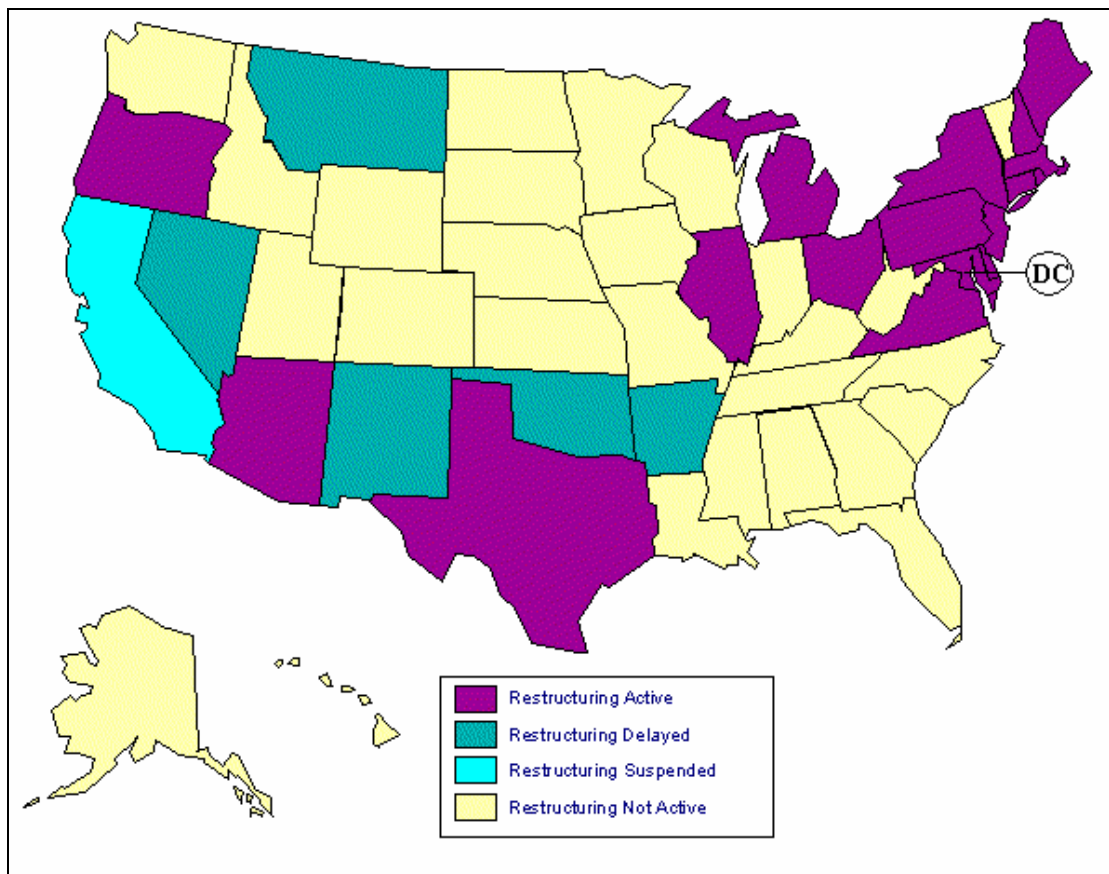 DC
Restructuring Active
Restructuring Delayed
Restructuring Suspended
Restructuring Not Active